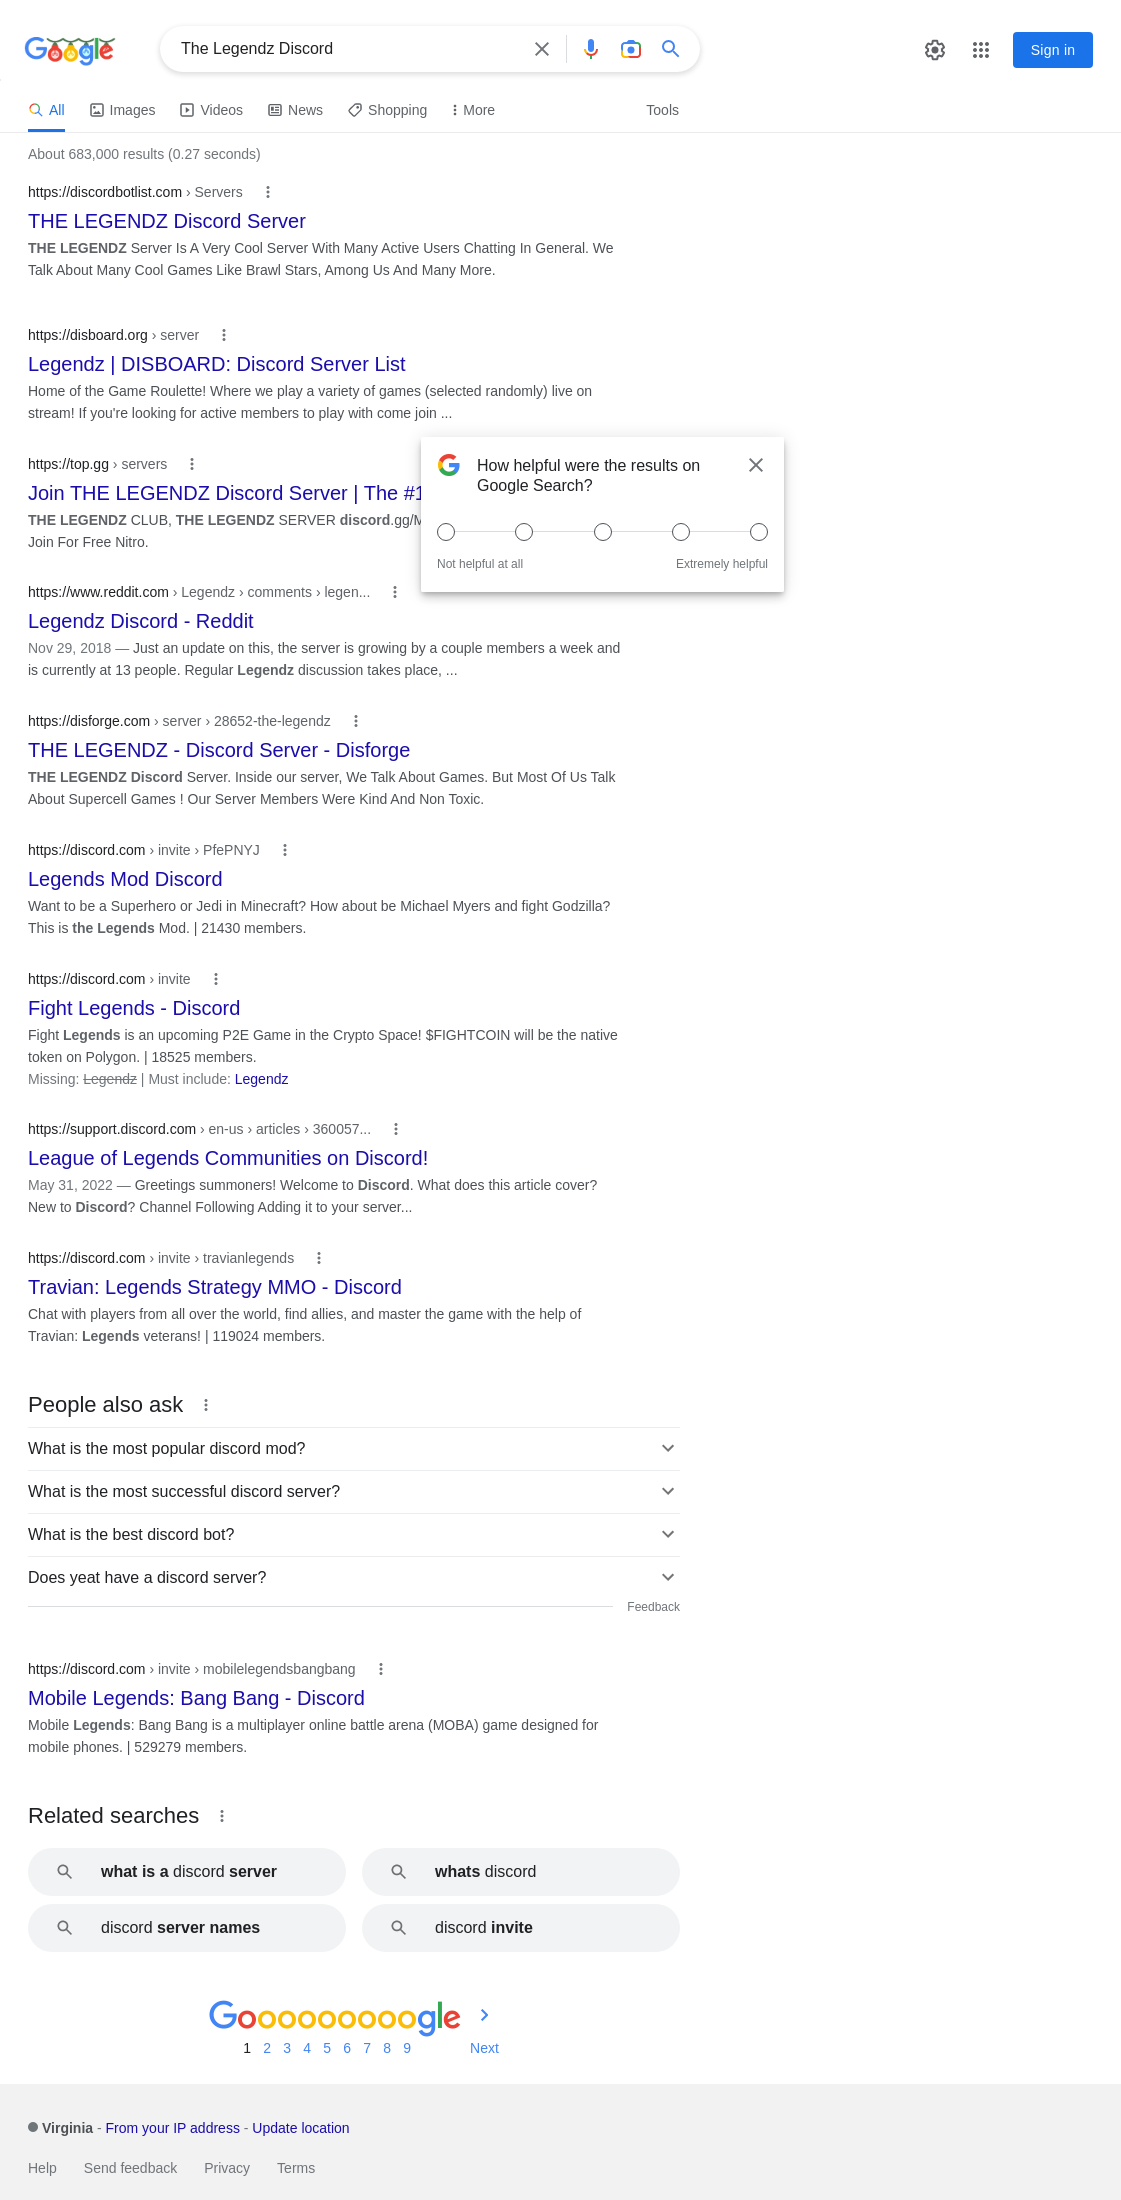 Google
The Legendz Discord
Sign in
All
Images
Videos
News
Shopping
More
Tools
About 683,000 results (0.27 seconds)
https://discordbotlist.com › Servers
THE LEGENDZ Discord Server
THE LEGENDZ Server Is A Very Cool Server With Many Active Users Chatting In General. We
Talk About Many Cool Games Like Brawl Stars, Among Us And Many More.
https://disboard.org › server
Legendz | DISBOARD: Discord Server List
Home of the Game Roulette! Where we play a variety of games (selected randomly) live on
stream! If you're looking for active members to play with come join ...
https://top.gg › servers
Join THE LEGENDZ Discord Server | The #1
THE LEGENDZ CLUB, THE LEGENDZ SERVER discord.gg/M
Join For Free Nitro.
How helpful were the results on
Google Search?
Not helpful at all
Extremely helpful
https://www.reddit.com › Legendz › comments › legen...
Legendz Discord - Reddit
Nov 29, 2018 — Just an update on this, the server is growing by a couple members a week and
is currently at 13 people. Regular Legendz discussion takes place, ...
https://disforge.com › server › 28652-the-legendz
THE LEGENDZ - Discord Server - Disforge
THE LEGENDZ Discord Server. Inside our server, We Talk About Games. But Most Of Us Talk
About Supercell Games ! Our Server Members Were Kind And Non Toxic.
https://discord.com › invite › PfePNYJ
Legends Mod Discord
Want to be a Superhero or Jedi in Minecraft? How about be Michael Myers and fight Godzilla?
This is the Legends Mod. | 21430 members.
https://discord.com › invite
Fight Legends - Discord
Fight Legends is an upcoming P2E Game in the Crypto Space! $FIGHTCOIN will be the native
token on Polygon. | 18525 members.
Missing: Legendz | Must include: Legendz
https://support.discord.com › en-us › articles › 360057...
League of Legends Communities on Discord!
May 31, 2022 — Greetings summoners! Welcome to Discord. What does this article cover?
New to Discord? Channel Following Adding it to your server...
https://discord.com › invite › travianlegends
Travian: Legends Strategy MMO - Discord
Chat with players from all over the world, find allies, and master the game with the help of
Travian: Legends veterans! | 119024 members.
People also ask
What is the most popular discord mod?
What is the most successful discord server?
What is the best discord bot?
Does yeat have a discord server?
Feedback
https://discord.com › invite › mobilelegendsbangbang
Mobile Legends: Bang Bang - Discord
Mobile Legends: Bang Bang is a multiplayer online battle arena (MOBA) game designed for
mobile phones. | 529279 members.
Related searches
what is a discord server
whats discord
discord server names
discord invite
Gooooooooogle
1 2 3 4 5 6 7 8 9 Next
Virginia - From your IP address - Update location
Help Send feedback Privacy Terms